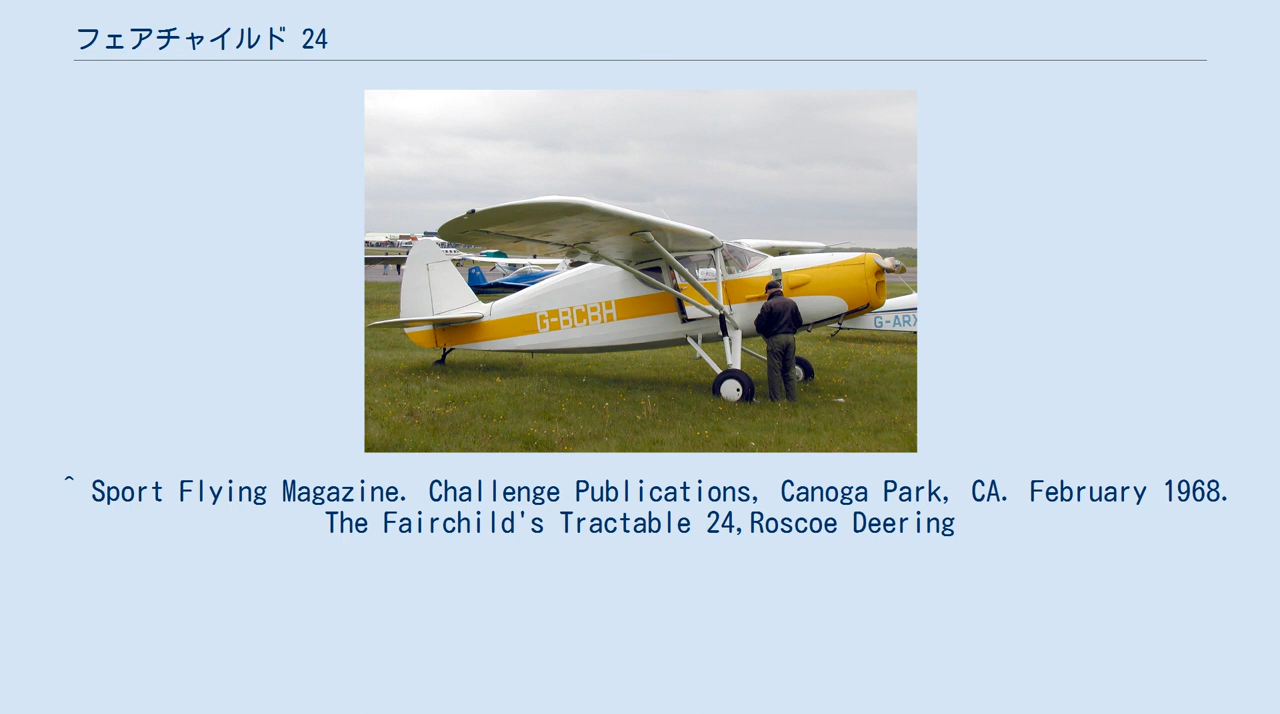 フェアチャイルド 24
G-BCBH
G-ARX
^ Sport Flying Magazine. Challenge Publications, Canoga Park, CA. February 1968.
The Fairchild's Tractable 24,Roscoe Deering